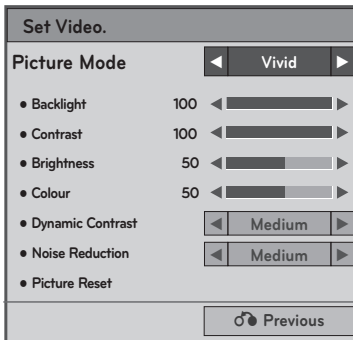 Set Video.
Picture Mode Vivid
• Backlight 100
• Contrast 100
• Brightness 50
• Colour 50
• Dynamic Contrast Medium
• Noise Reduction Medium
• Picture Reset
Previous